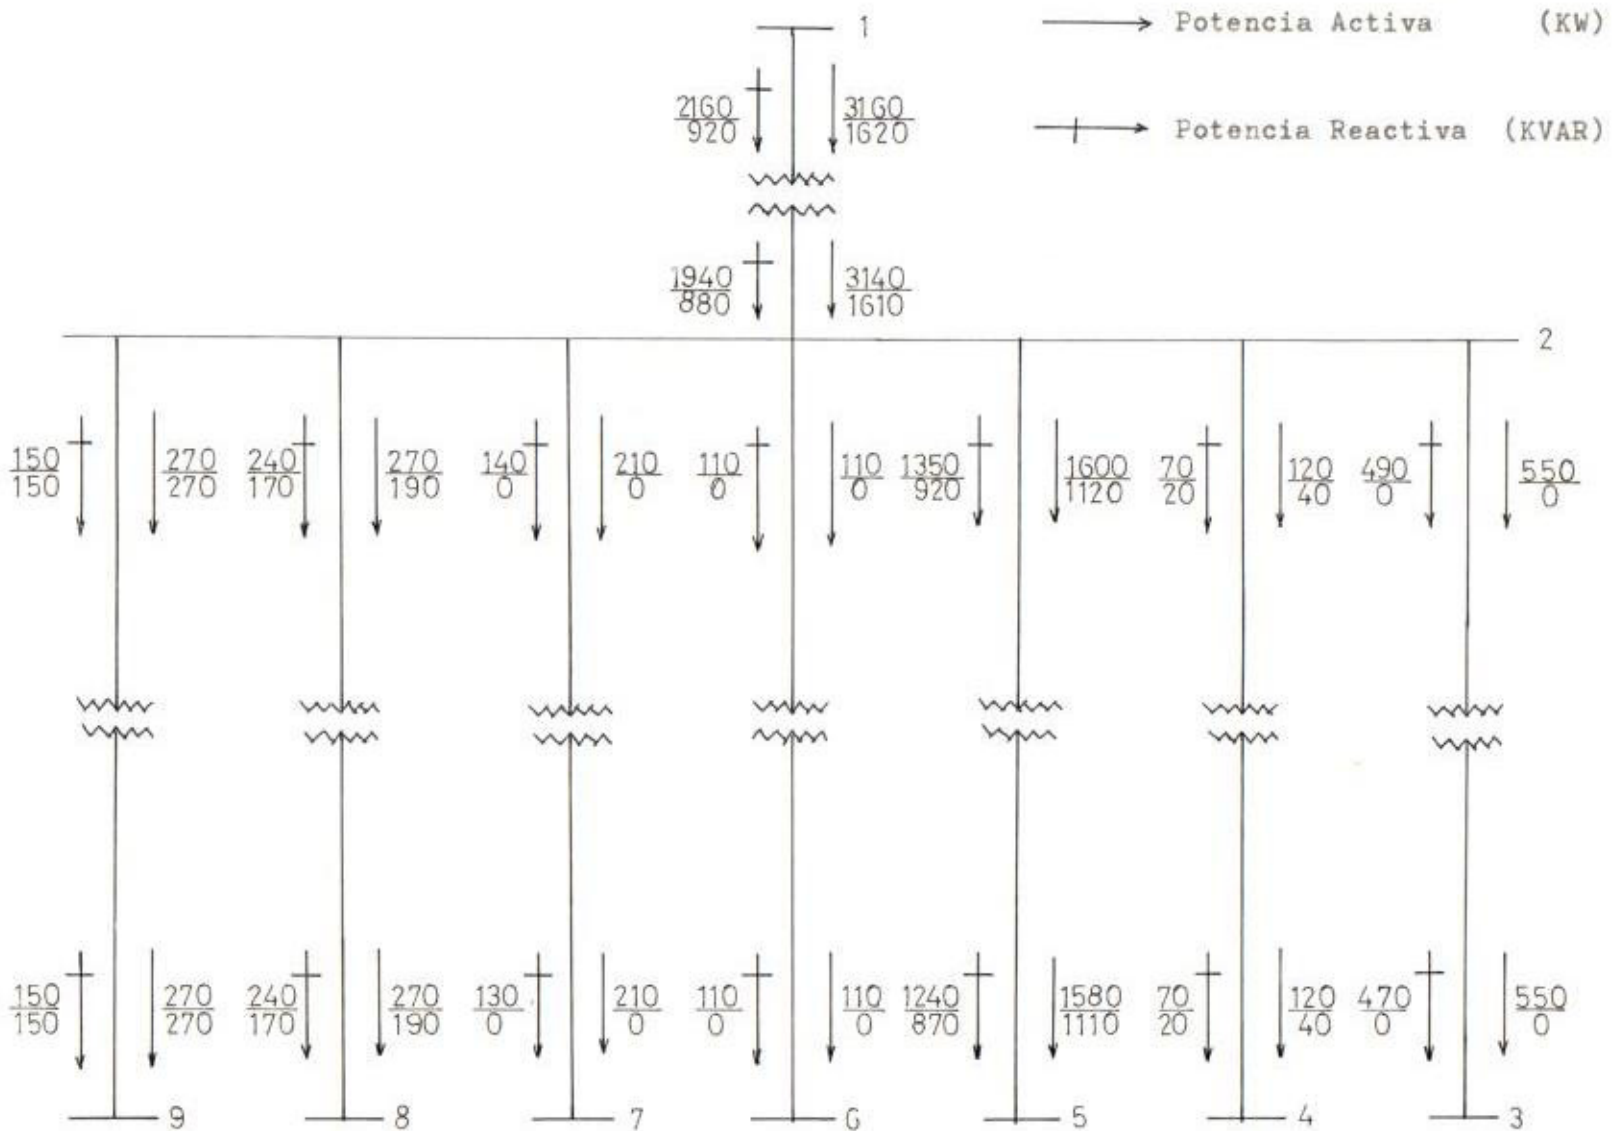 1
Potencia Activa (KW)
2160 3160
920 1620
Potencia Reactiva (KVAR)
1940 3140
880 1610
2
150 270 240 270 140 210 110 110 1350 1600 70 120 490 550
150 270 170 190 0 0 0 0 920 1120 20 40 0 0
150 270 240 270 130 210 110 110 1240 1580 70 120 470 550
150 270 170 190 0 0 0 0 870 1110 20 40 0 0
9 8 7 6 5 4 3